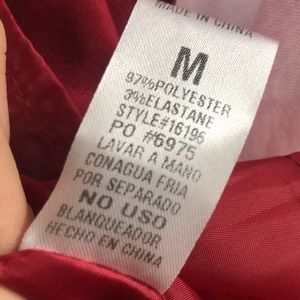 MADE IN CHINA
M
97%POLYESTER
3%ELASTANE
STYLE#16196
PO #6975
LAVAR A MANO
CONAGUA FRIA
POR SEPARADO
NO USO
BLANQUEADOR
HECHO EN CHINA